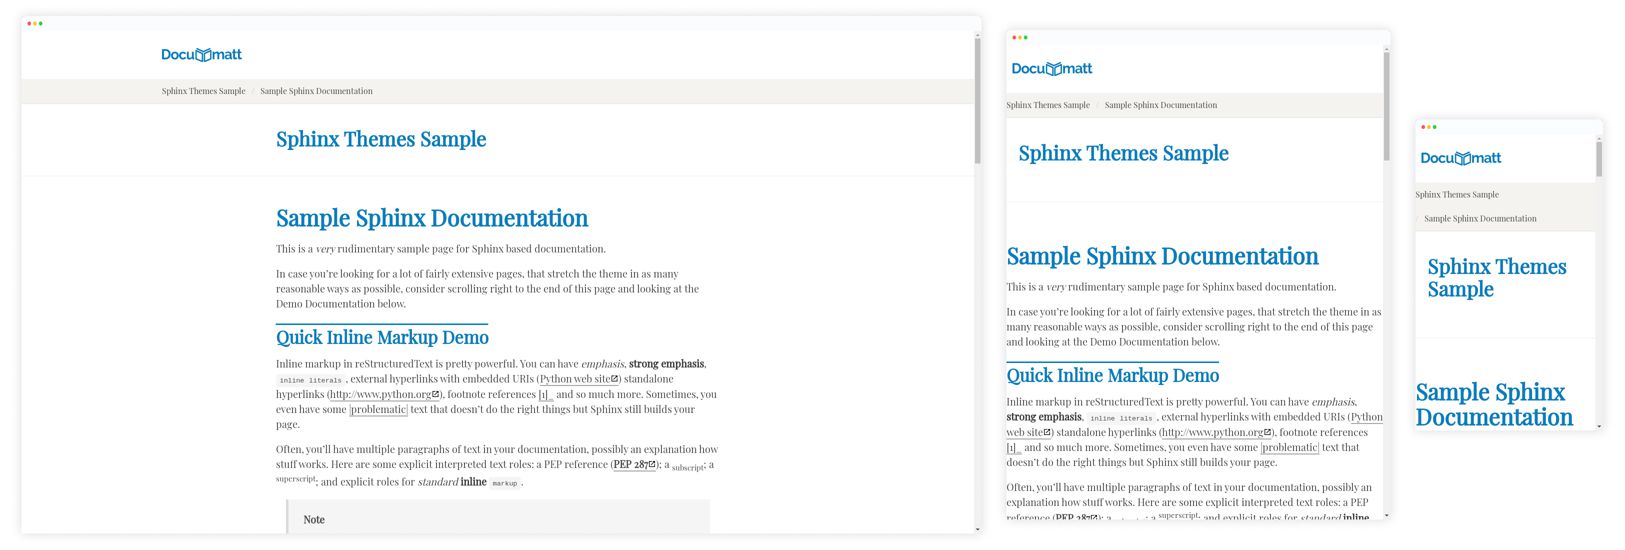 Documatt
Sphinx Themes Sample / Sample Sphinx Documentation
Sphinx Themes Sample
Sample Sphinx Documentation
This is a very rudimentary sample page for Sphinx based documentation.
In case you're looking for a lot of fairly extensive pages, that stretch the theme in as many
reasonable ways as possible, consider scrolling right to the end of this page and looking at the
Demo Documentation below.
Quick Inline Markup Demo
Inline markup in reStructuredText is pretty powerful. You can have emphasis, strong emphasis,
inline literals, external hyperlinks with embedded URIs (Python web site) standalone
hyperlinks (http://www.python.org), footnote references [1]_ and so much more. Sometimes, you
even have some |problematic| text that doesn't do the right things but Sphinx still builds your
page.
Often, you'll have multiple paragraphs of text in your documentation, possibly an explanation how
stuff works. Here are some explicit interpreted text roles: a PEP reference (PEP 287); a subscript; a
superscript; and explicit roles for standard inline markup.
Note
Documatt
Sphinx Themes Sample / Sample Sphinx Documentation
Sphinx Themes Sample
Sample Sphinx Documentation
This is a very rudimentary sample page for Sphinx based documentation.
In case you're looking for a lot of fairly extensive pages, that stretch the theme in as
many reasonable ways as possible, consider scrolling right to the end of this page
and looking at the Demo Documentation below.
Quick Inline Markup Demo
Inline markup in reStructuredText is pretty powerful. You can have emphasis,
strong emphasis, inline literals, external hyperlinks with embedded URIs (Python
web site) standalone hyperlinks (http://www.python.org), footnote references
[1]_ and so much more. Sometimes, you even have some |problematic| text that
doesn't do the right things but Sphinx still builds your page.
Often, you'll have multiple paragraphs of text in your documentation, possibly an
explanation how stuff works. Here are some explicit interpreted text roles: a PEP
reference (PEP 287); a superscript; and explicit roles for standard inline
Documatt
Sphinx Themes Sample
/ Sample Sphinx Documentation
Sphinx Themes
Sample
Sample Sphinx
Documentation